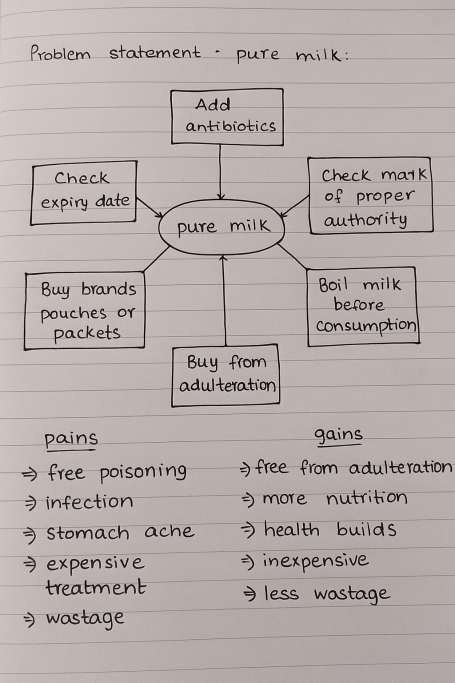 Problem statement - pure milk:
Add
antibiotics
Check
expiry date
Check mark
of proper
authority
pure milk
Buy brands
pouches or
packets
Boil milk
before
consumption
Buy from
adulteration
pains
⇒ free poisoning
⇒ infection
⇒ stomach ache
⇒ expensive
treatment
⇒ wastage
gains
⇒ free from adulteration
⇒ more nutrition
⇒ health builds
⇒ inexpensive
⇒ less wastage